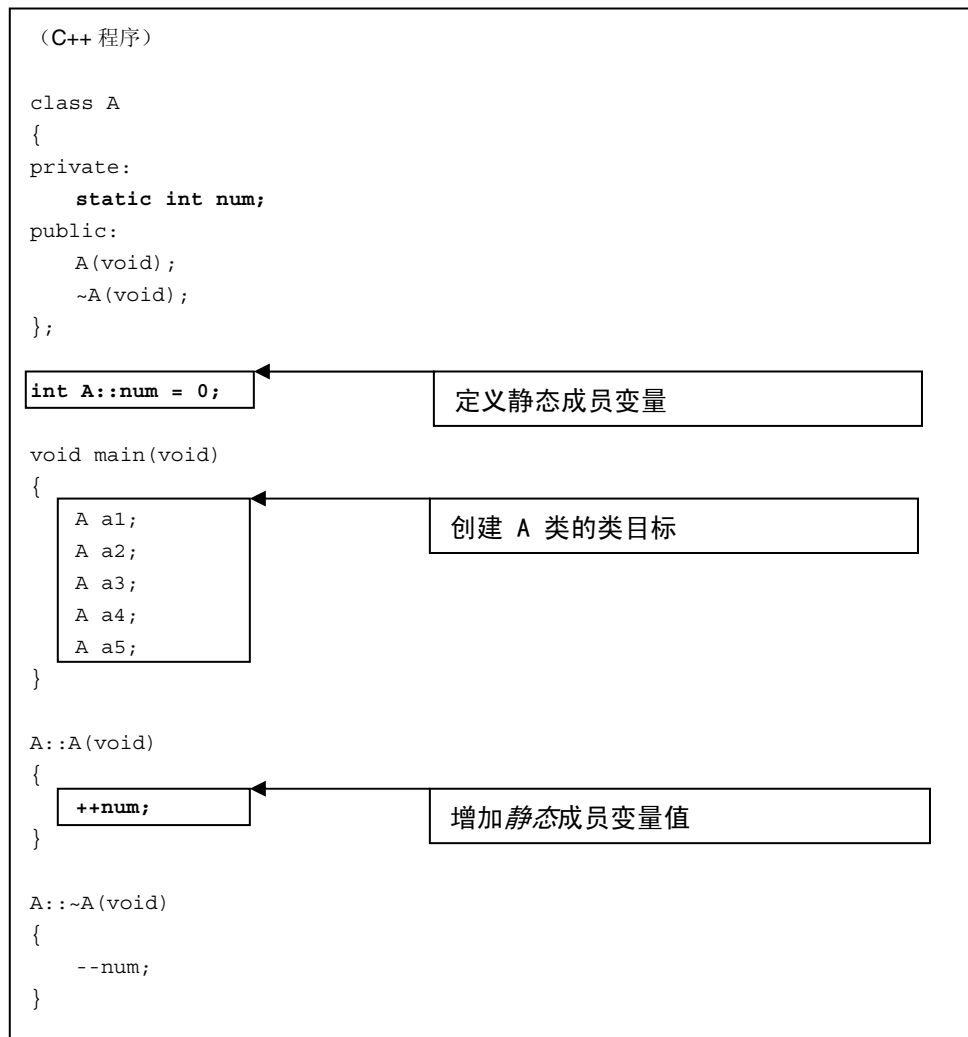 （C++ 程序）
class A
{
private:
    static int num;
public:
    A(void);
    ~A(void);
};
int A::num = 0;
定义静态成员变量
void main(void)
{
    A a1;
    A a2;
    A a3;
    A a4;
    A a5;
创建 A 类的类目标
}
A::A(void)
{
    ++num;
增加静态成员变量值
}
A::~A(void)
{
    --num;
}